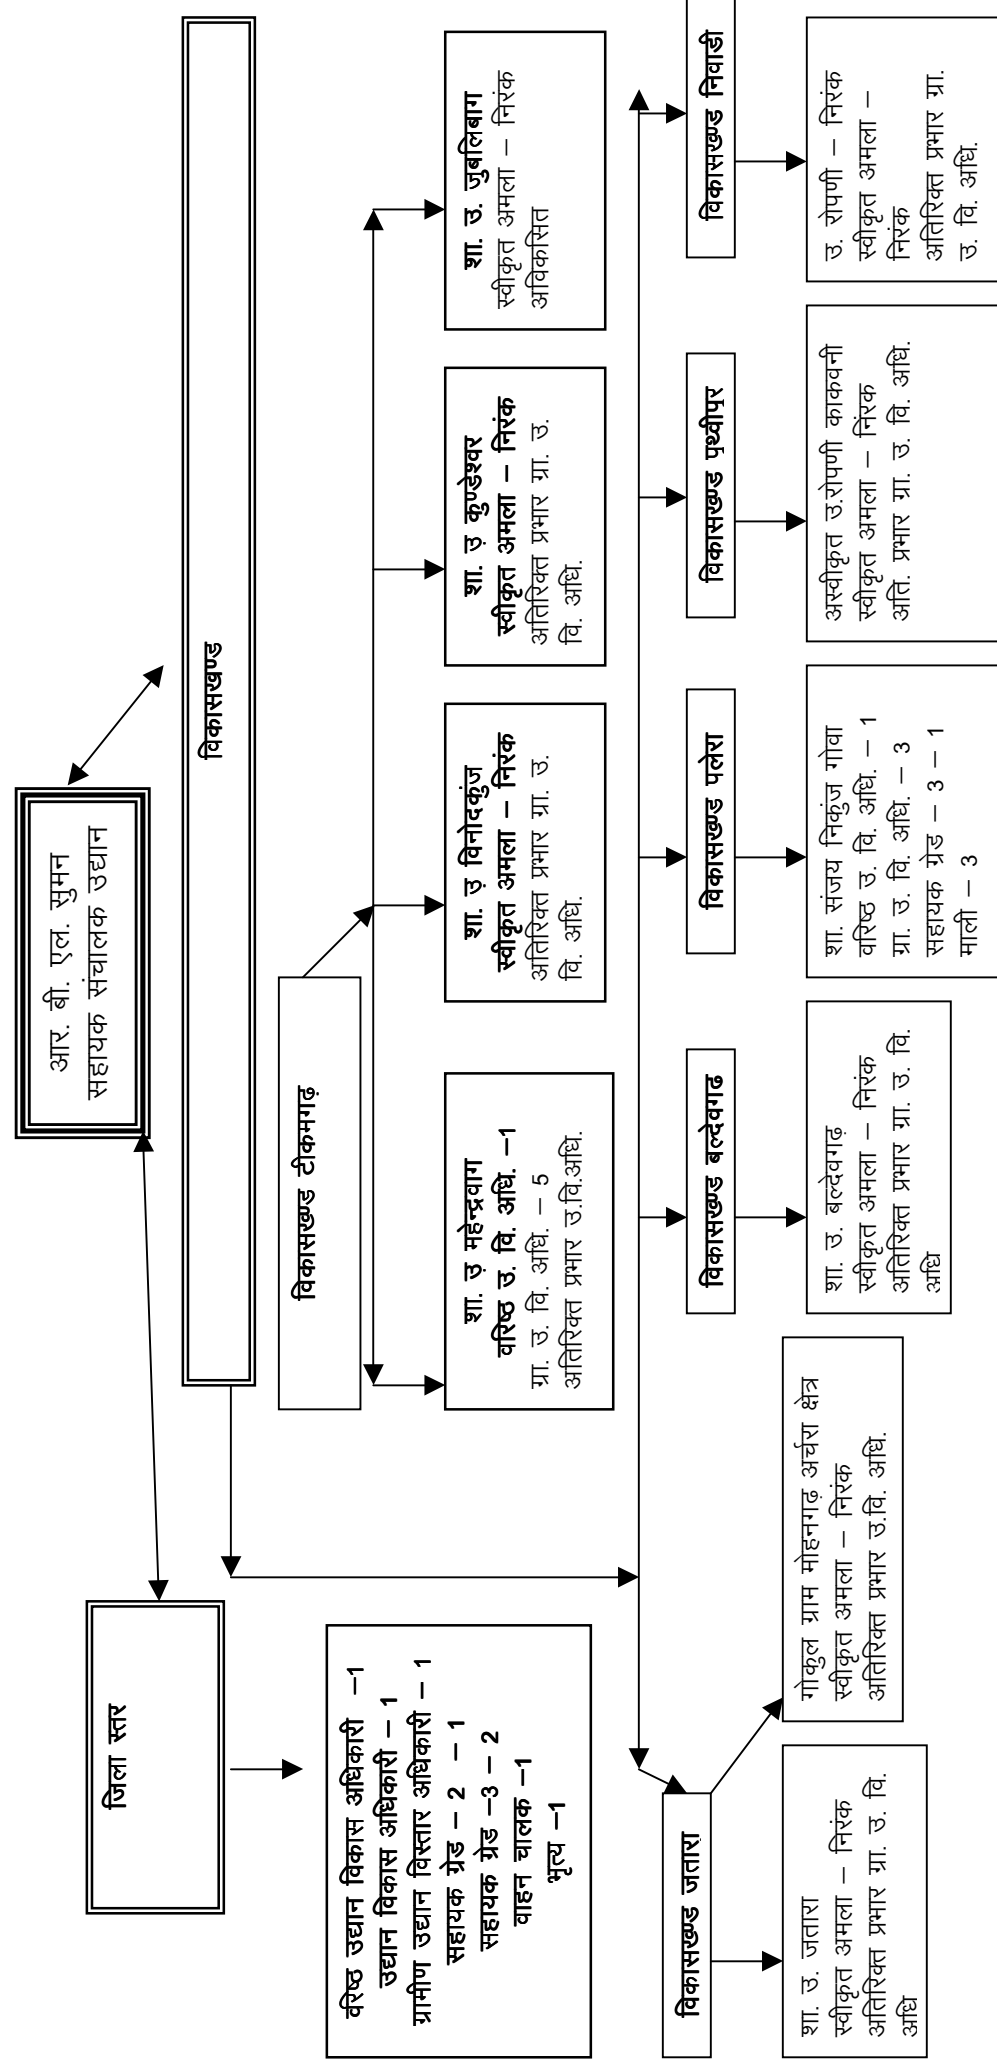 आर. बी. एल. सुमन
सहायक संचालक उद्यान
जिला स्तर
विकासखण्ड
वरिष्ठ उद्यान विकास अधिकारी –1
उद्यान विकास अधिकारी – 1
ग्रामीण उद्यान विस्तार अधिकारी – 1
सहायक ग्रेड – 2 – 1
सहायक ग्रेड –3 – 2
वाहन चालक –1
भृत्य –1
विकासखण्ड टीकमगढ़
शा. उ़ महेन्द्रवाग
वरिष्ठ उ. वि. अधि. –1
ग्रा. उ. वि. अधि. – 5
अतिरिक्त प्रभार उ.वि.अधि.
शा. उ़ विनोदकुंज
स्वीकृत अमला – निरंक
अतिरिक्त प्रभार ग्रा. उ.
वि. अधि.
शा. उ़ कुण्डेश्वर
स्वीकृत अमला – निरंक
अतिरिक्त प्रभार ग्रा. उ.
वि. अधि.
शा. उ. जुबलिबाग
स्वीकृत अमला – निरंक
अविकसित
विकासखण्ड जतारा
विकासखण्ड बल्देवगढ
विकासखण्ड पलेरा
विकासखण्ड पृथ्वीपुर
विकासखण्ड निवाडी
शा. उ. जतारा
स्वीकृत अमला – निरंक
अतिरिक्त प्रभार ग्रा. उ. वि.
अधि
गोकुल ग्राम मोहनगढ़ अर्चरा क्षेत्र
स्वीकृत अमला – निरंक
अतिरिक्त प्रभार उ.वि. अधि.
शा. उ. बल्देवगढ़
स्वीकृत अमला – निरंक
अतिरिक्त प्रभार ग्रा. उ. वि.
अधि
शा. संजय निकुंज गोवा
वरिष्ठ उ. वि. अधि. – 1
ग्रा. उ. वि. अधि. – 3
सहायक ग्रेड – 3 – 1
माली – 3
अस्वीकृत उ.रोपणी काकवनी
स्वीकृत अमला – निरंक
अति. प्रभार ग्रा. उ. वि. अधि.
उ. रोपणी – निरंक
स्वीकृत अमला –
निरंक
अतिरिक्त प्रभार ग्रा.
उ. वि. अधि.